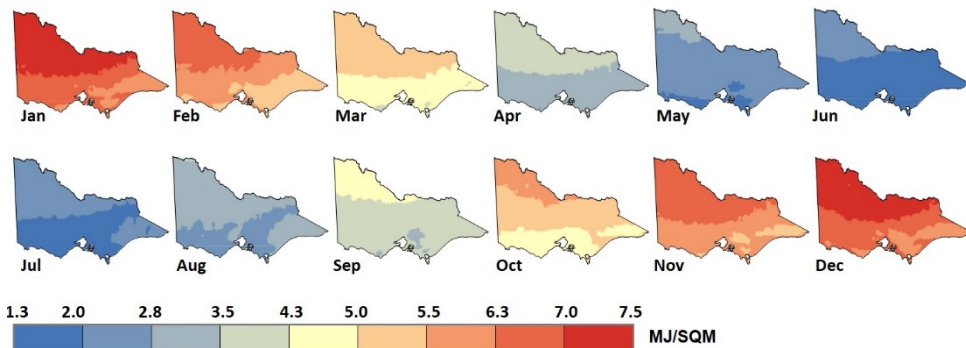 Jan Feb Mar Apr May Jun
Jul Aug Sep Oct Nov Dec
1.3 2.0 2.8 3.5 4.3 5.0 5.5 6.3 7.0 7.5
MJ/SQM